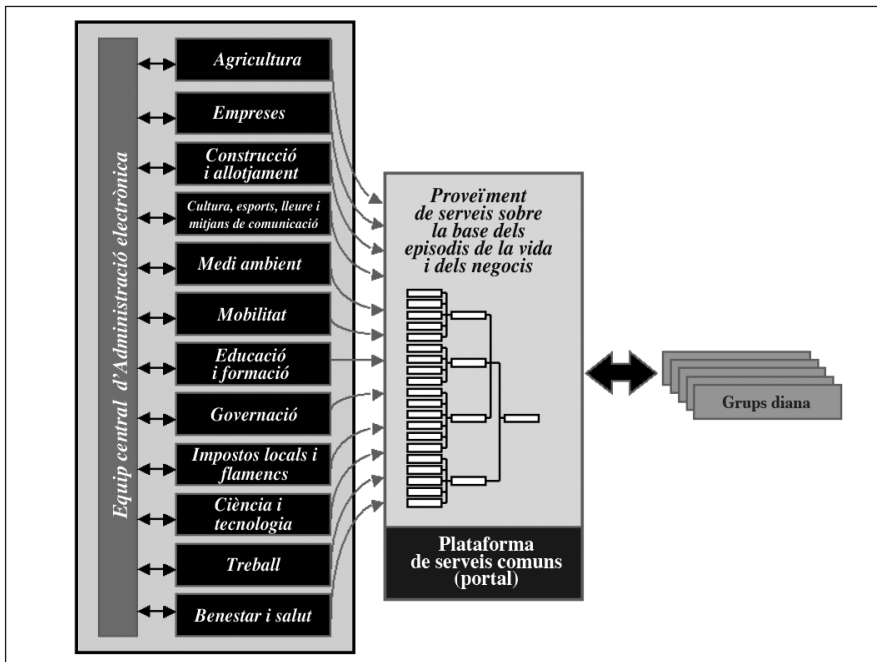 Equip central d'Administració electrònica
Agricultura
Empreses
Construcció
i allotjament
Cultura, esports, lleure i
mitjans de comunicació
Medi ambient
Mobilitat
Educació
i formació
Governació
Impostos locals i
flamencs
Ciència i
tecnologia
Treball
Benestar i salut
Proveïment
de serveis sobre
la base dels
episodis de la vida
i dels negocis
Plataforma
de serveis comuns
(portal)
Grups diana